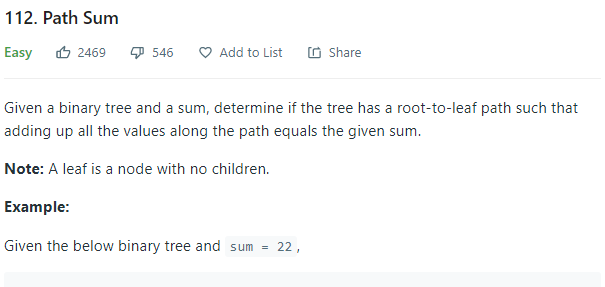 112. Path Sum
Easy 2469 546 Add to List Share
Given a binary tree and a sum, determine if the tree has a root-to-leaf path such that
adding up all the values along the path equals the given sum.
Note: A leaf is a node with no children.
Example:
Given the below binary tree and sum = 22,